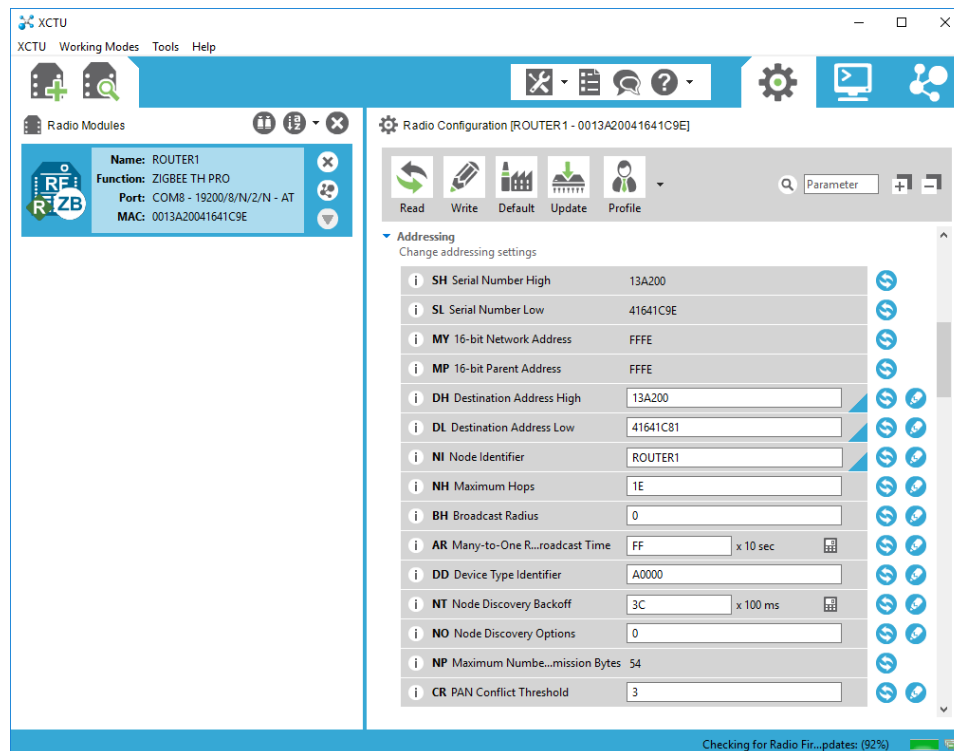 XCTU
XCTU Working Modes Tools Help
Radio Modules
Name: ROUTER1
Function: ZIGBEE TH PRO
Port: COM8 - 19200/8/N/2/N - AT
MAC: 0013A20041641C9E
RF
R ZB
Radio Configuration [ROUTER1 - 0013A20041641C9E]
Read Write Default Update Profile
Parameter
Addressing
Change addressing settings
i SH Serial Number High 13A200
i SL Serial Number Low 41641C9E
i MY 16-bit Network Address FFFE
i MP 16-bit Parent Address FFFE
i DH Destination Address High 13A200
i DL Destination Address Low 41641C81
i NI Node Identifier ROUTER1
i NH Maximum Hops 1E
i BH Broadcast Radius 0
i AR Many-to-One R...roadcast Time FF x 10 sec
i DD Device Type Identifier A0000
i NT Node Discovery Backoff 3C x 100 ms
i NO Node Discovery Options 0
i NP Maximum Numbe...mission Bytes 54
i CR PAN Conflict Threshold 3
Checking for Radio Fir...pdates: (92%)